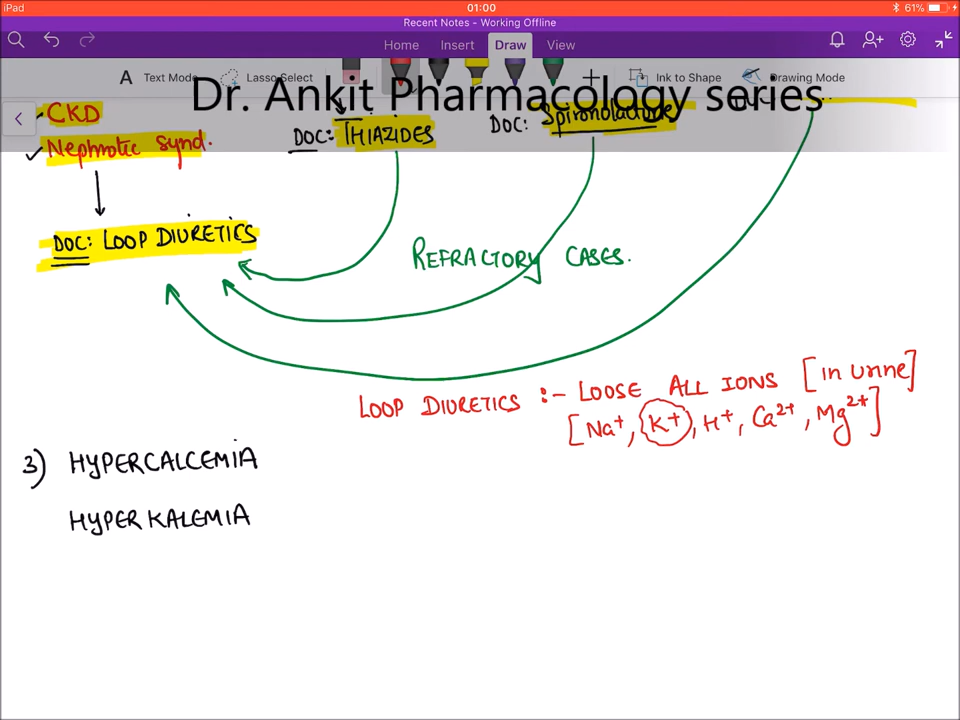 iPad
01:00
61%
Recent Notes - Working Offline
Home
Insert
Draw
View
Text Mode
Lasso Select
Ink to Shape
Drawing Mode
Dr. Ankit Pharmacology series
CKD
Nephrotic Synd.
DOC: THIAZIDES
DOC: Spironolactone
DOC: LOOP DIURETICS
REFRACTORY CASES.
LOOP DIURETICS :- LOOSE ALL IONS [in urine]
[Na+, K+, H+, Ca2+, Mg2+]
3) HYPERCALCEMIA
HYPERKALEMIA